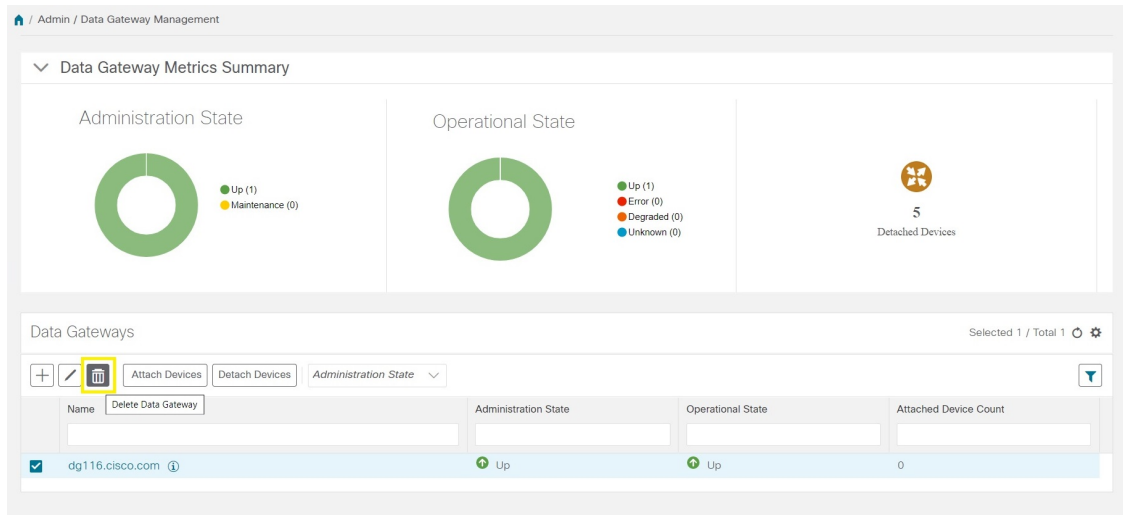 / Admin / Data Gateway Management
Data Gateway Metrics Summary
Administration State
Up (1)
Maintenance (0)
Operational State
Up (1)
Error (0)
Degraded (0)
Unknown (0)
5
Detached Devices
Data Gateways
Selected 1 / Total 1
Attach Devices
Detach Devices
Administration State
Delete Data Gateway
Name Administration State Operational State Attached Device Count
dg116.cisco.com Up Up 0